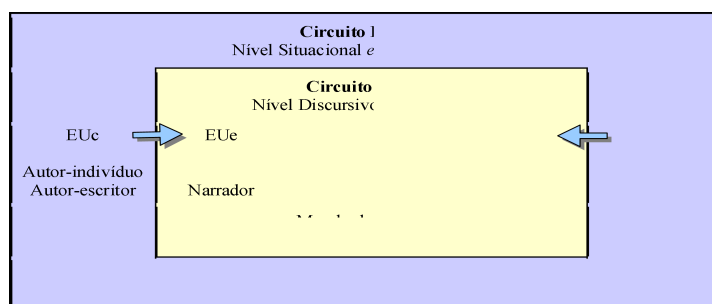 Circuito
Nível Situacional e
Circuito
Nível Discursivo
EUc EUe
Autor-indivíduo
Autor-escritor Narrador